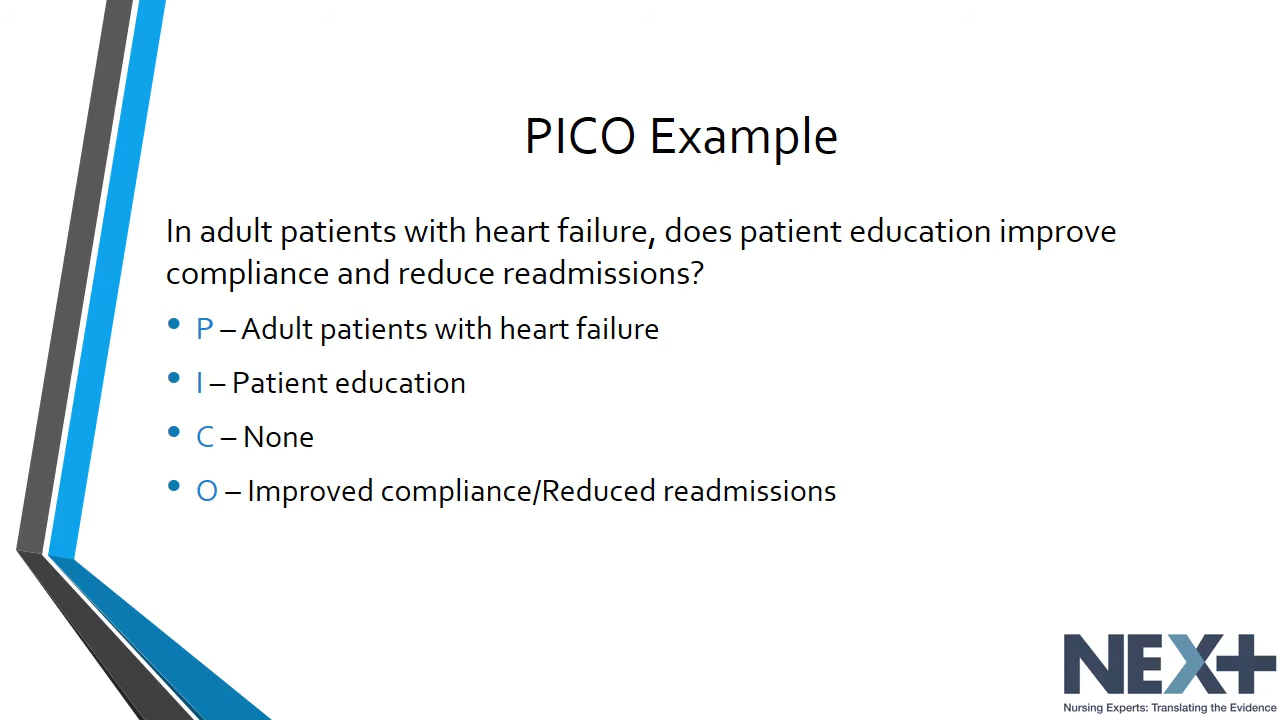 PICO Example
In adult patients with heart failure, does patient education improve
compliance and reduce readmissions?
• P – Adult patients with heart failure
• I – Patient education
• C – None
• O – Improved compliance/Reduced readmissions
NEXT
Nursing Experts: Translating the Evidence